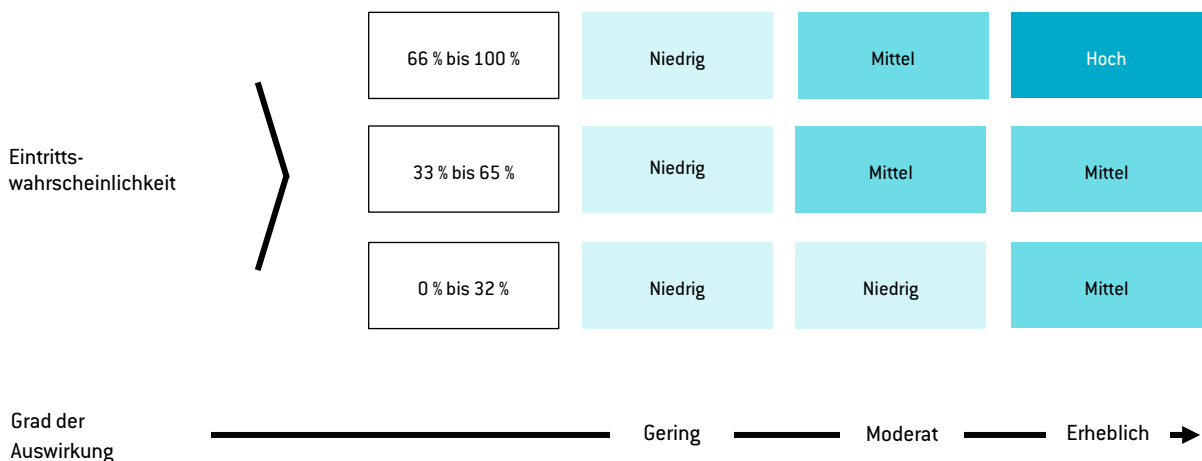 66 % bis 100 %
Niedrig
Mittel
Hoch
Eintritts-
wahrscheinlichkeit
33 % bis 65 %
Niedrig
Mittel
Mittel
0 % bis 32 %
Niedrig
Niedrig
Mittel
Grad der
Auswirkung
Gering
Moderat
Erheblich